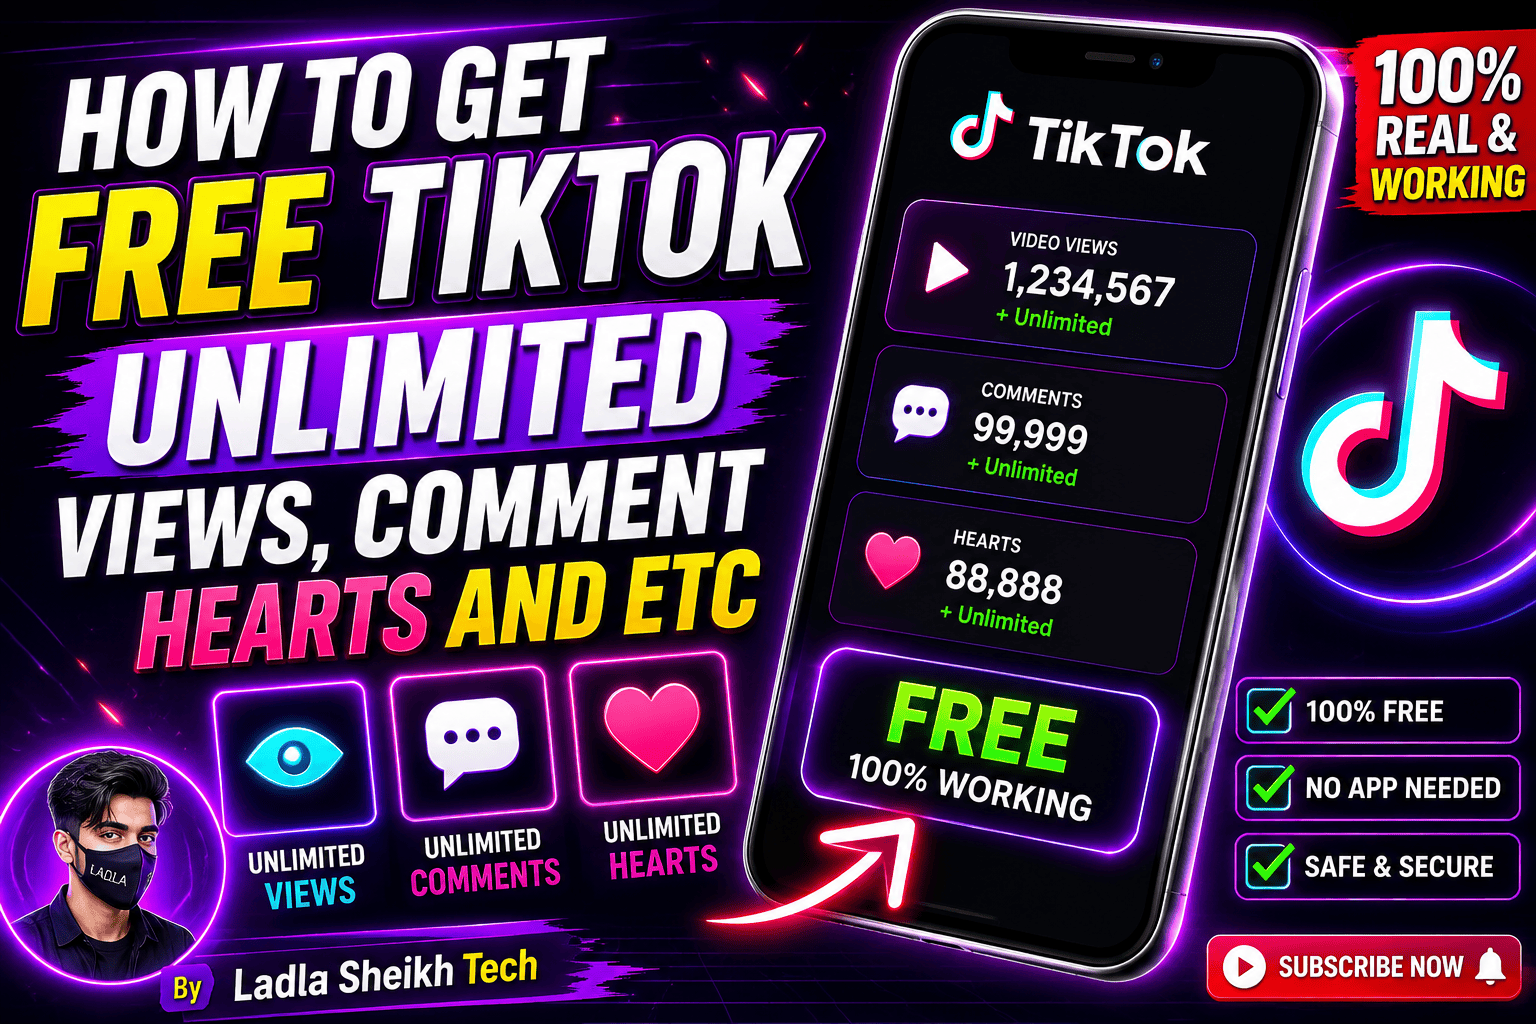 HOW TO GET
FREE TIKTOK
UNLIMITED
VIEWS, COMMENT
HEARTS AND ETC
UNLIMITED
VIEWS
UNLIMITED
COMMENTS
UNLIMITED
HEARTS
LADLA
By Ladla Sheikh Tech
TikTok
VIDEO VIEWS
1,234,567
+ Unlimited
COMMENTS
99,999
+ Unlimited
HEARTS
88,888
+ Unlimited
FREE
100% WORKING
100%
REAL &
WORKING
100% FREE
NO APP NEEDED
SAFE & SECURE
SUBSCRIBE NOW